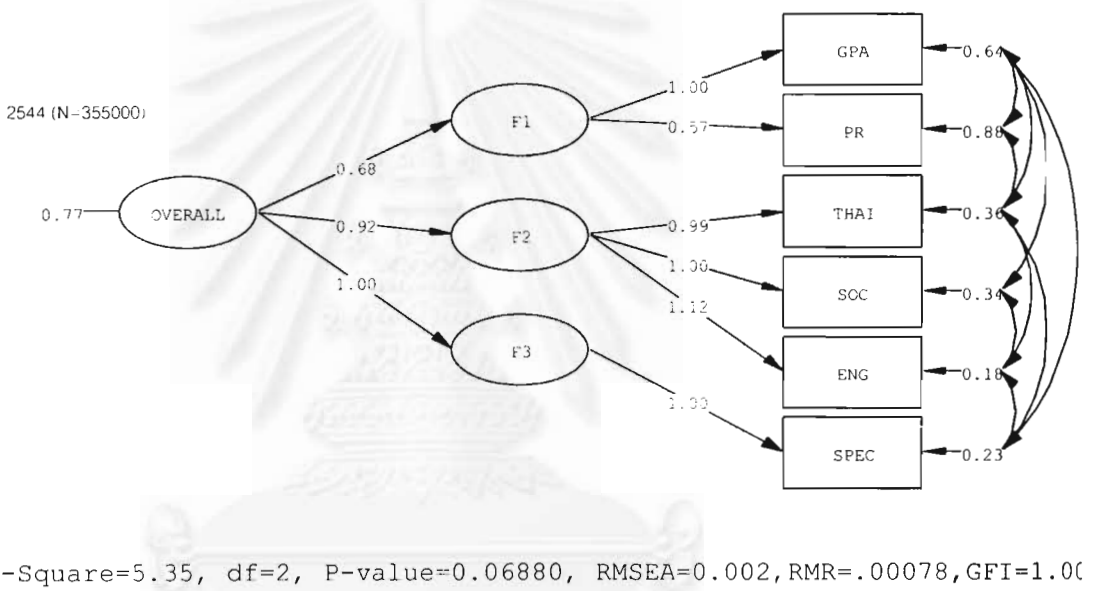 GPA
0.64
2544 (N=355000)
1.00
F1
0.57
PR
0.88
0.68
0.77
OVERALL
0.92
F2
0.99
THAI
0.36
1.00
1.00
SOC
0.34
1.12
F3
ENG
0.18
1.00
SPEC
0.23
-Square=5.35, df=2, P-value=0.06880, RMSEA=0.002,RMR=.00078,GFI=1.00